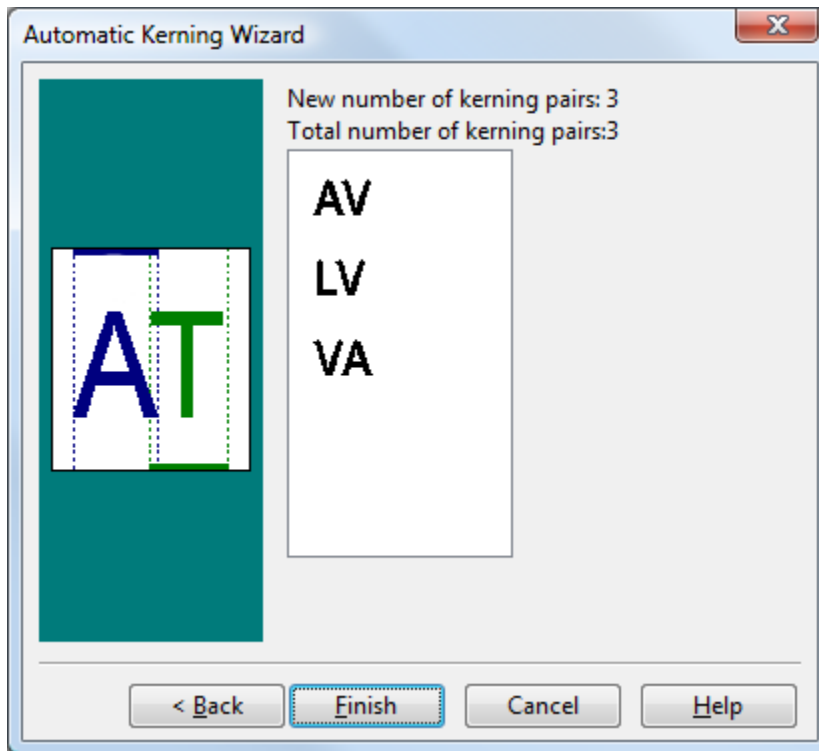 Automatic Kerning Wizard
New number of kerning pairs: 3
Total number of kerning pairs:3
AV
LV
VA
AT
< Back
Finish
Cancel
Help